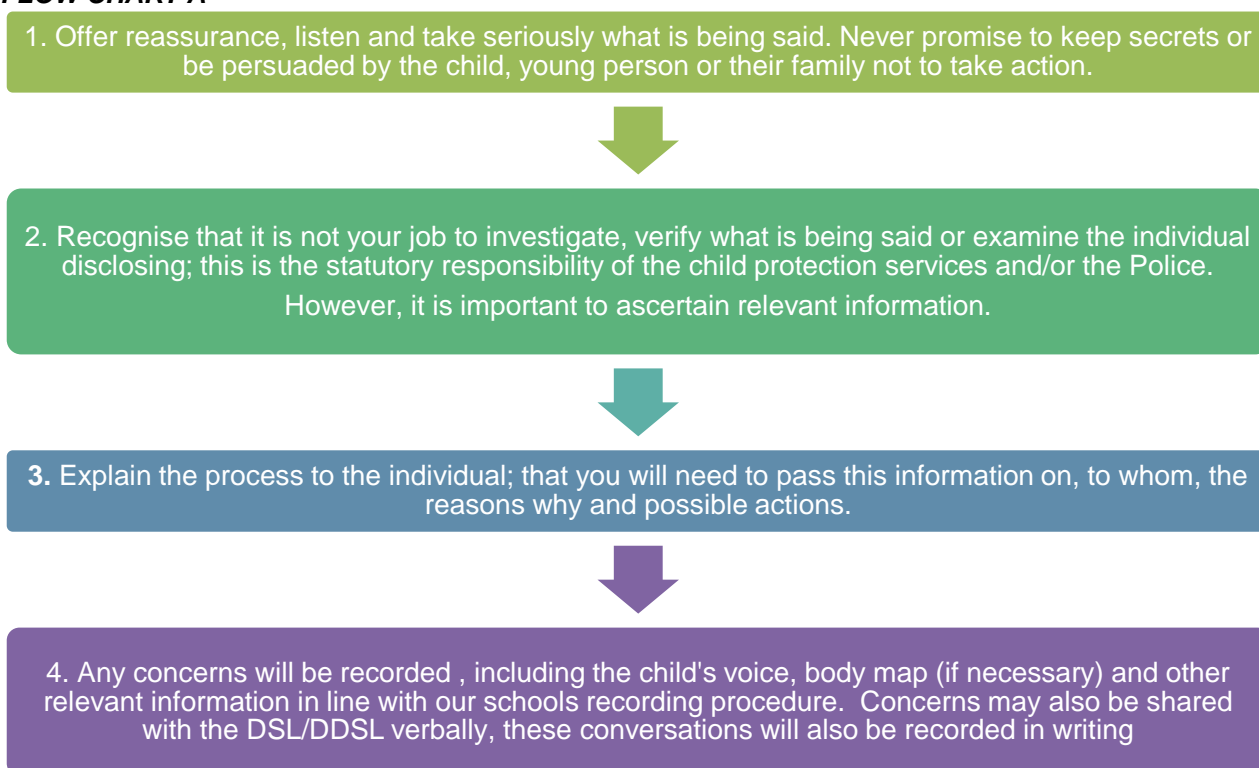 FLOW CHART A
1. Offer reassurance, listen and take seriously what is being said. Never promise to keep secrets or
be persuaded by the child, young person or their family not to take action.
2. Recognise that it is not your job to investigate, verify what is being said or examine the individual
disclosing; this is the statutory responsibility of the child protection services and/or the Police.
However, it is important to ascertain relevant information.
3. Explain the process to the individual; that you will need to pass this information on, to whom, the
reasons why and possible actions.
4. Any concerns will be recorded , including the child's voice, body map (if necessary) and other
relevant information in line with our schools recording procedure. Concerns may also be shared
with the DSL/DDSL verbally, these conversations will also be recorded in writing